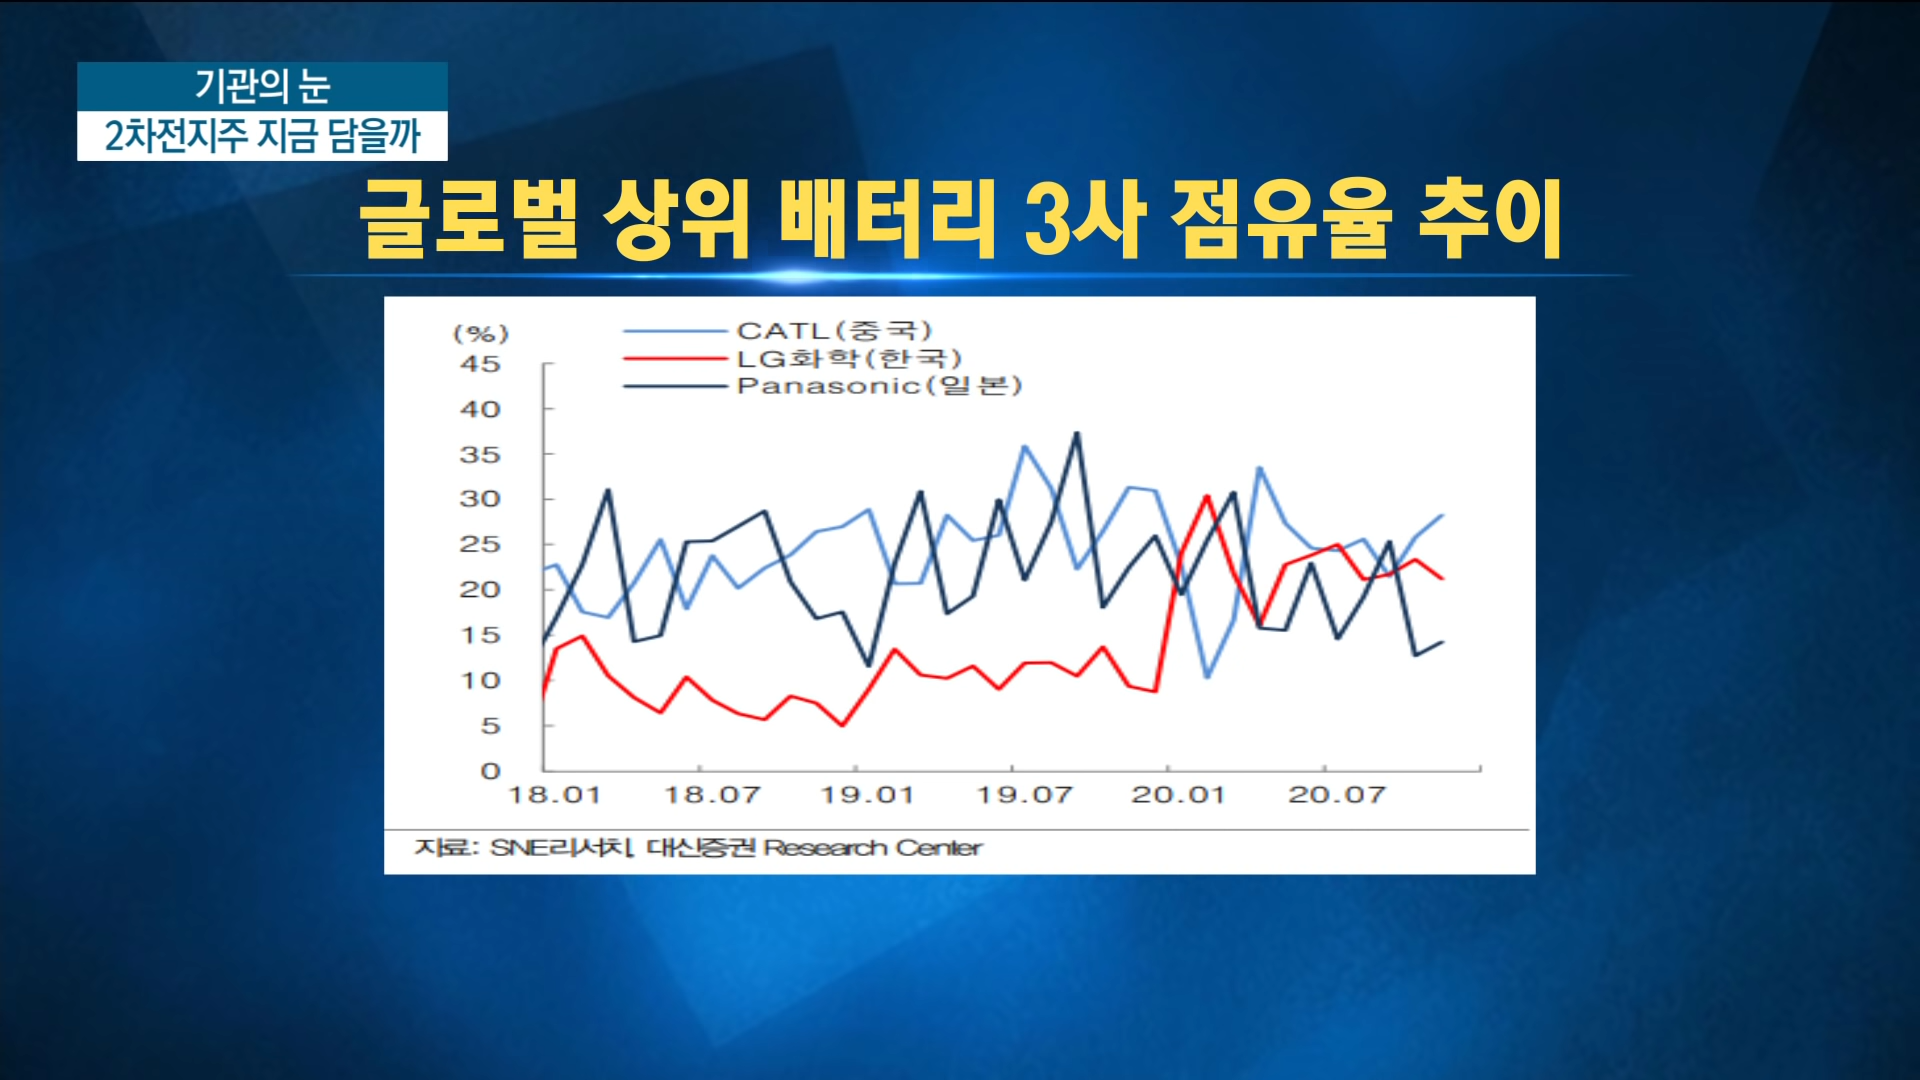 기관의 눈
2차전지주 지금 담을까
글로벌 상위 배터리 3사 점유율 추이
(%)
CATL(중국)
LG화학(한국)
Panasonic(일본)
45
40
35
30
25
20
15
10
5
0
18.01 18.07 19.01 19.07 20.01 20.07
자료: SNE리서치, 대신증권 Research Center